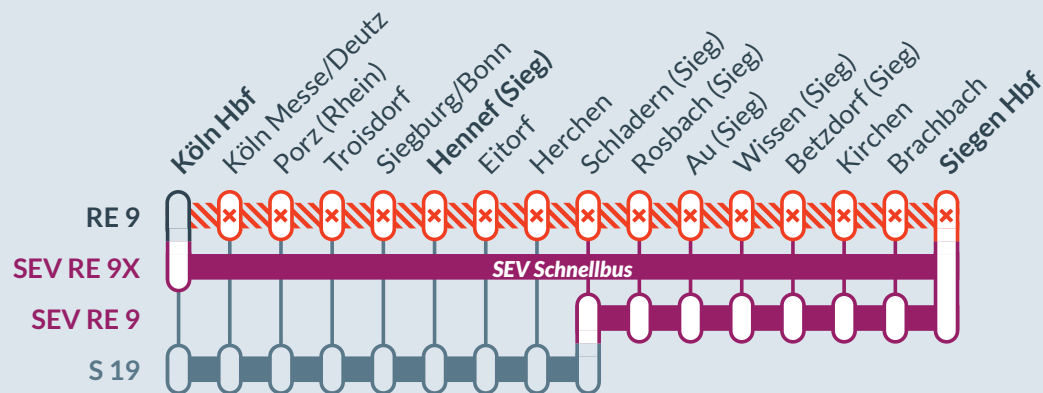 Köln Hbf
Köln Messe/Deutz
Porz (Rhein)
Troisdorf
Siegburg/Bonn
Hennef (Sieg)
Eitorf
Herchen
Schladern (Sieg)
Rosbach (Sieg)
Au (Sieg)
Wissen (Sieg)
Betzdorf (Sieg)
Kirchen
Brachbach
Siegen Hbf
RE 9
SEV RE 9X
SEV Schnellbus
SEV RE 9
S 19